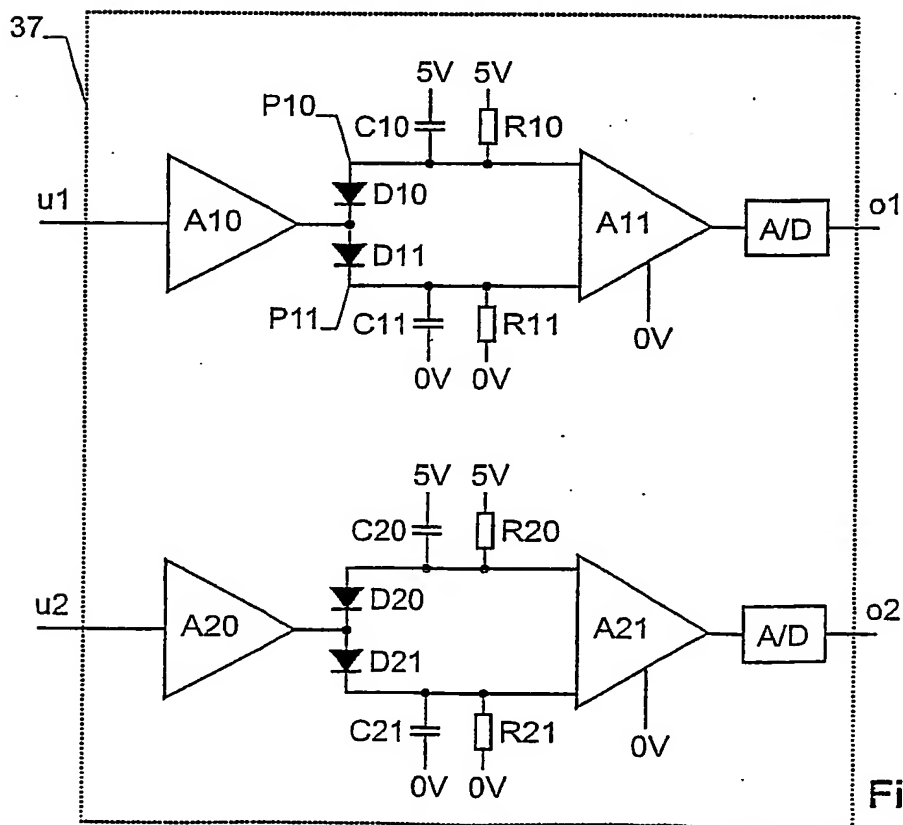 37
5V 5V
P10
C10 R10
D10
u1
A10 A11 A/D o1
D11
P11
C11 R11
0V
0V 0V
5V 5V
C20 R20
D20
u2
A20 A21 A/D o2
D21
C21 R21
0V
0V 0V
Fi